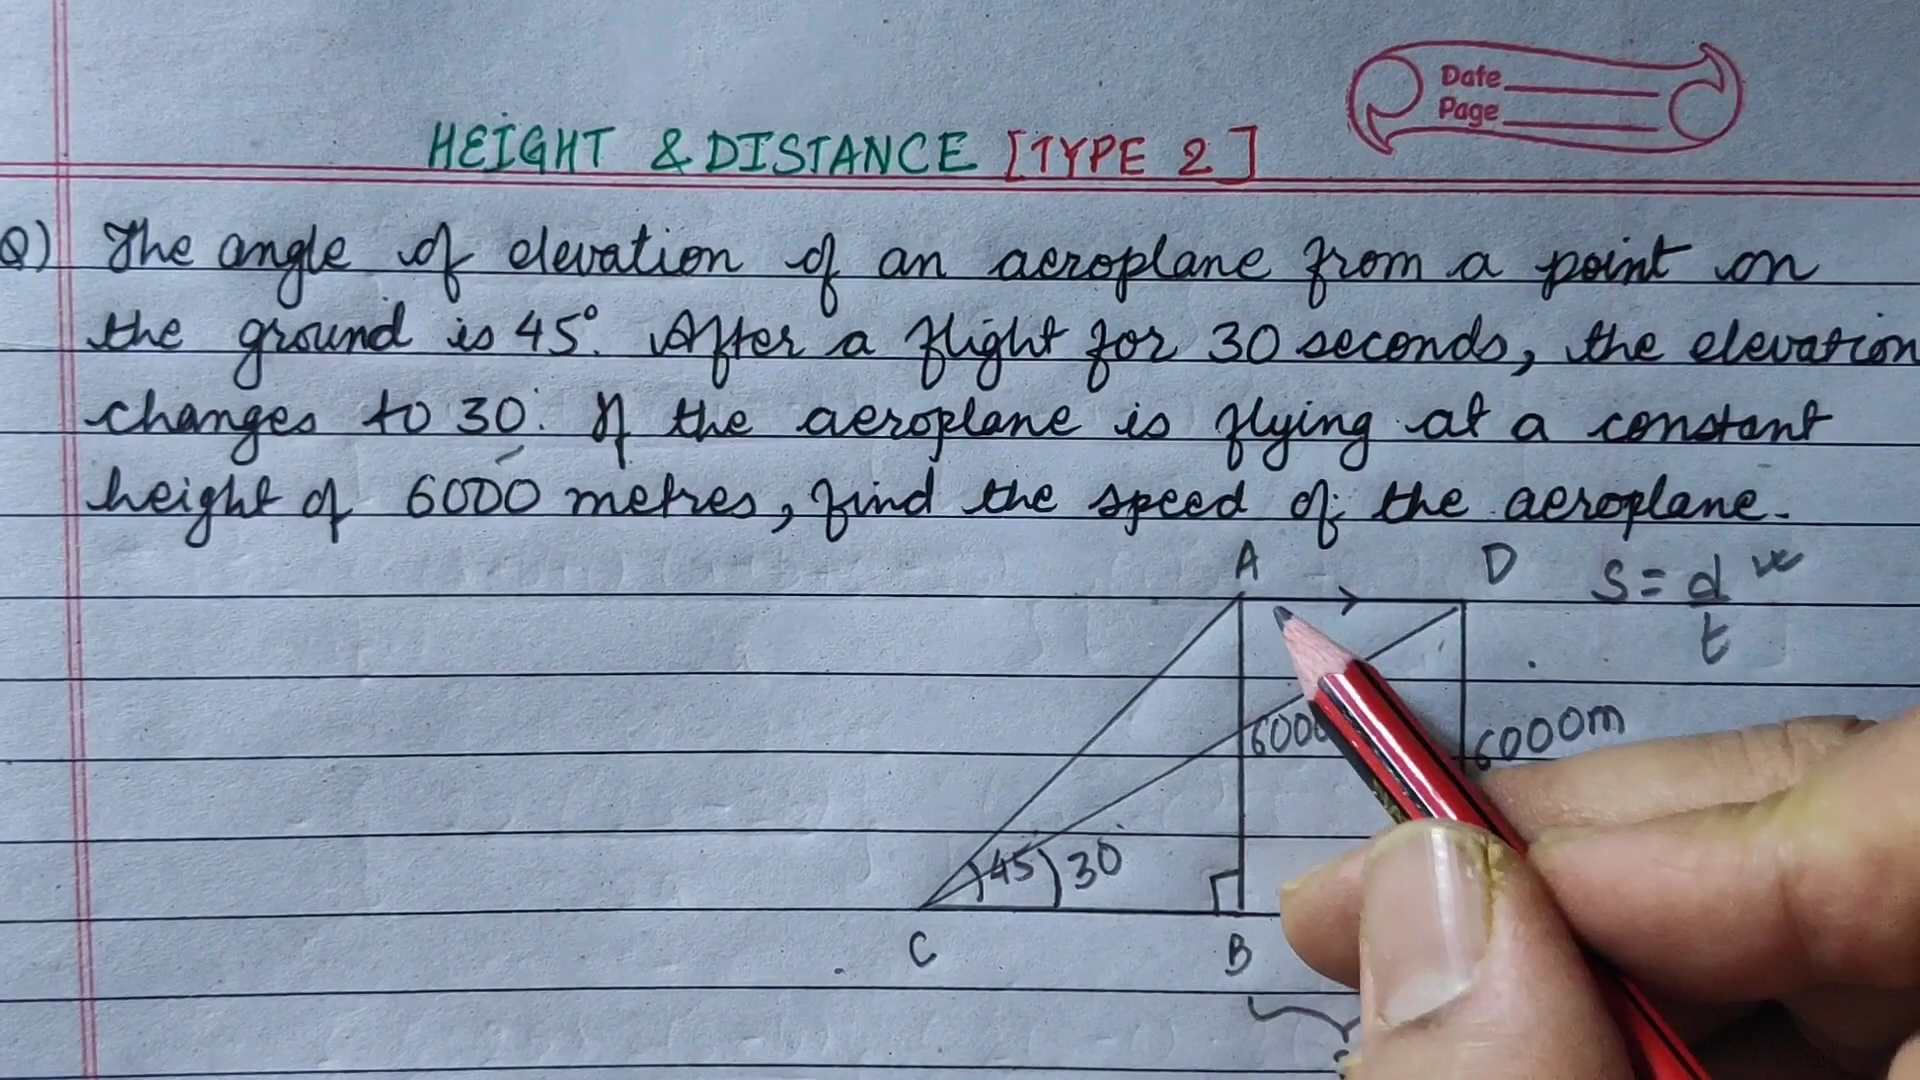 Date
Page
HEIGHT & DISTANCE [TYPE 2]
Q) The angle of elevation of an aeroplane from a point on
the ground is 45°. After a flight for 30 seconds, the elevation
changes to 30°. If the aeroplane is flying at a constant
height of 6000 metres, find the speed of the aeroplane.
A D S = d
t
6000m
45 30°
C B